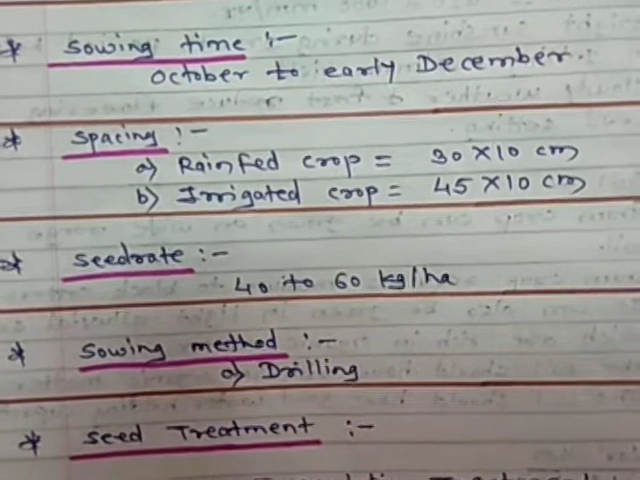 * Sowing time :-
October to early December.
* Spacing :-
a) Rainfed crop = 30 X 10 cm
b) Irrigated crop = 45 X 10 cm
* Seedrate :-
40 to 60 kg/ha
* Sowing method :-
a) Drilling
* Seed Treatment :-